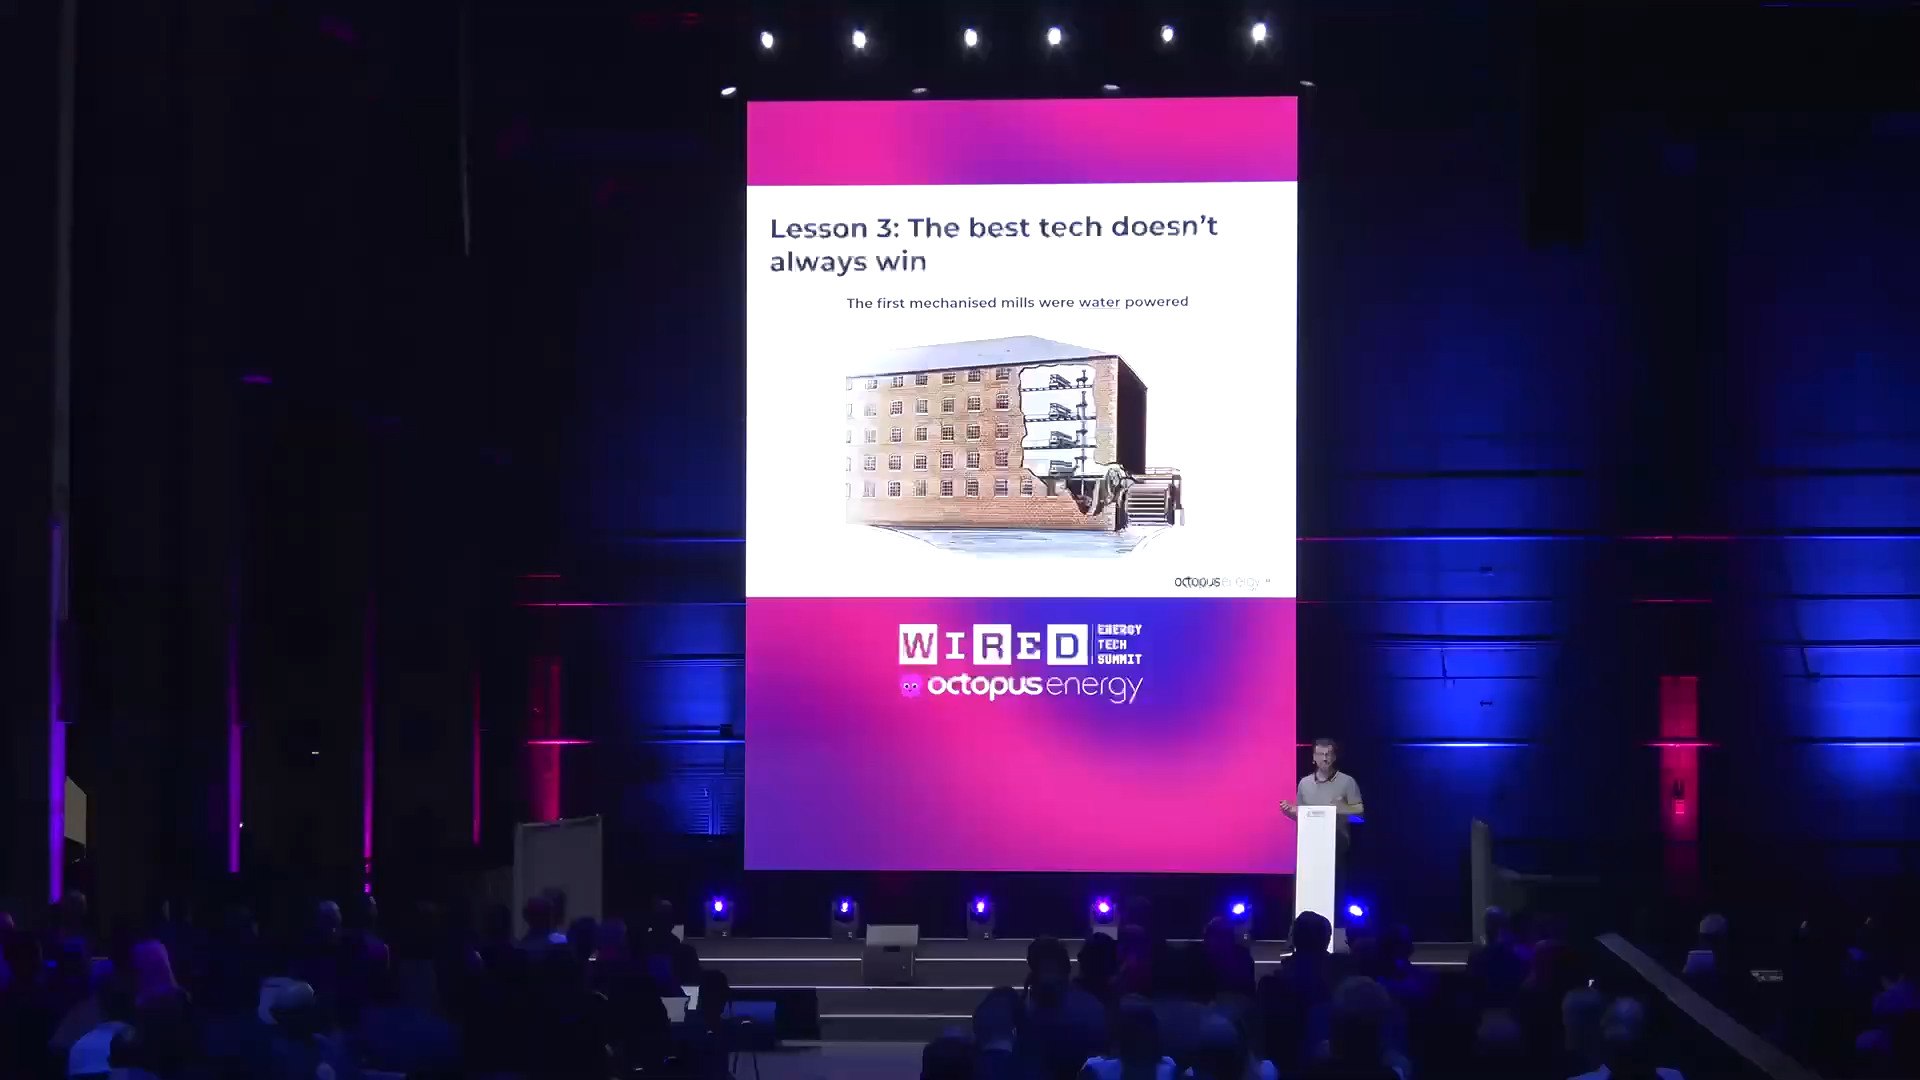 Lesson 3: The best tech doesn't
always win
The first mechanised mills were water powered
octopus energy
WIRED
ENERGY
TECH
SUMMIT
octopus energy